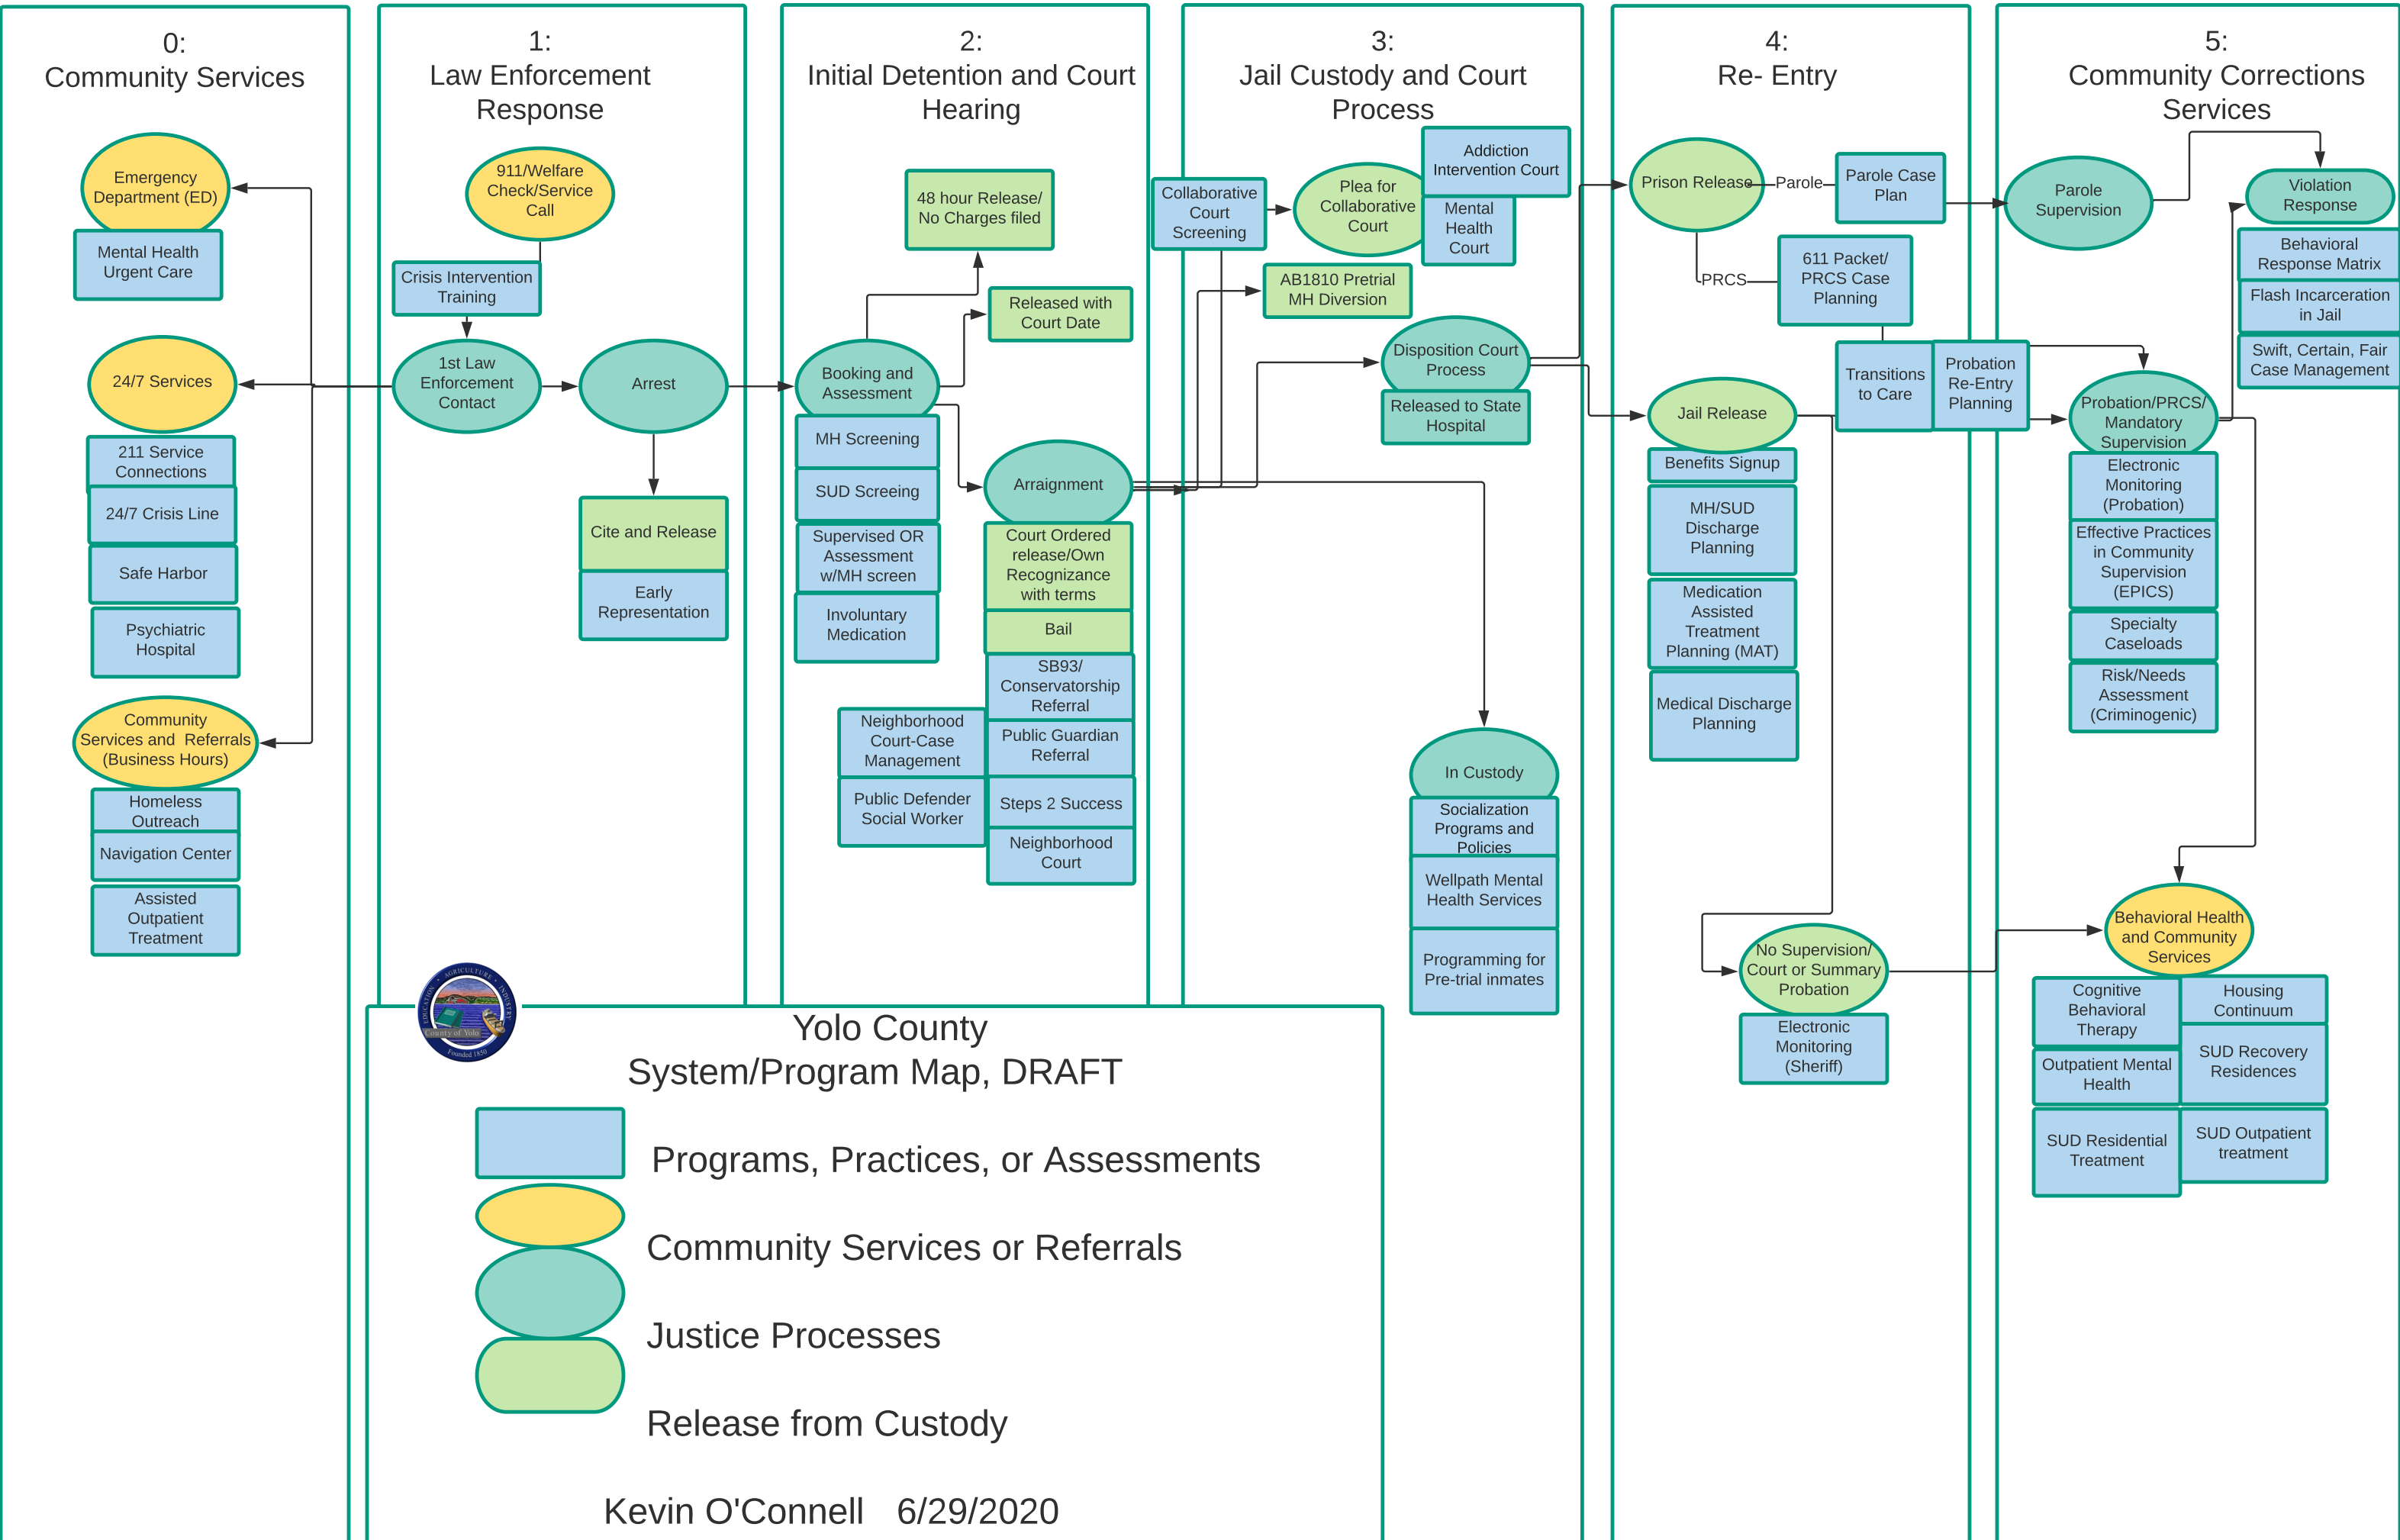 0:
Community Services
Emergency
Department (ED)
Mental Health
Urgent Care
24/7 Services
211 Service
Connections
24/7 Crisis Line
Safe Harbor
Psychiatric
Hospital
Community
Services and  Referrals
(Business Hours)
Homeless
Outreach
Navigation Center
Assisted
Outpatient
Treatment
1:
Law Enforcement
Response
911/Welfare
Check/Service
Call
Crisis Intervention
Training
1st Law
Enforcement
Contact
Arrest
Cite and Release
Early
Representation
2:
Initial Detention and Court
Hearing
48 hour Release/
No Charges filed
Released with
Court Date
Booking and
Assessment
MH Screening
SUD Screeing
Supervised OR
Assessment
w/MH screen
Involuntary
Medication
Arraignment
Court Ordered
release/Own
Recognizance
with terms
Bail
SB93/
Conservatorship
Referral
Public Guardian
Referral
Steps 2 Success
Neighborhood
Court
Neighborhood
Court-Case
Management
Public Defender
Social Worker
3:
Jail Custody and Court
Process
Collaborative
Court
Screening
Plea for
Collaborative
Court
Addiction
Intervention Court
Mental
Health
Court
AB1810 Pretrial
MH Diversion
Disposition Court
Process
Released to State
Hospital
In Custody
Socialization
Programs and
Policies
Wellpath Mental
Health Services
Programming for
Pre-trial inmates
4:
Re- Entry
Prison Release
Parole
Parole Case
Plan
PRCS
611 Packet/
PRCS Case
Planning
Transitions
to Care
Probation
Re-Entry
Planning
Jail Release
Benefits Signup
MH/SUD
Discharge
Planning
Medication
Assisted
Treatment
Planning (MAT)
Medical Discharge
Planning
No Supervision/
Court or Summary
Probation
Electronic
Monitoring
(Sheriff)
5:
Community Corrections
Services
Parole
Supervision
Violation
Response
Behavioral
Response Matrix
Flash Incarceration
in Jail
Swift, Certain, Fair
Case Management
Probation/PRCS/
Mandatory
Supervision
Electronic
Monitoring
(Probation)
Effective Practices
in Community
Supervision
(EPICS)
Specialty
Caseloads
Risk/Needs
Assessment
(Criminogenic)
Behavioral Health
and Community
Services
Cognitive
Behavioral
Therapy
Housing
Continuum
Outpatient Mental
Health
SUD Recovery
Residences
SUD Residential
Treatment
SUD Outpatient
treatment
EDUCATION • AGRICULTURE • INDUSTRY
County of Yolo
Founded 1850
Yolo County
System/Program Map, DRAFT
Programs, Practices, or Assessments
Community Services or Referrals
Justice Processes
Release from Custody
Kevin O'Connell   6/29/2020